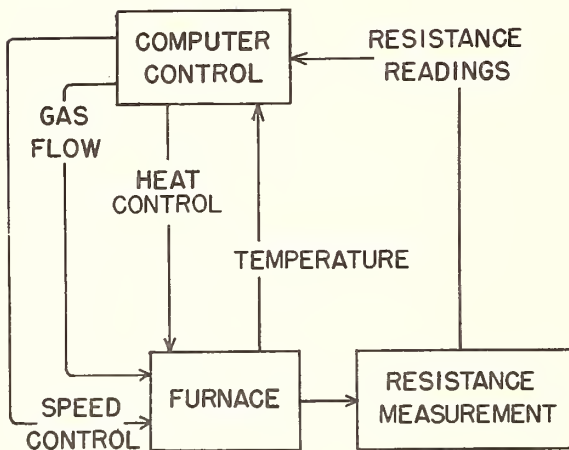 COMPUTER
CONTROL
RESISTANCE
READINGS
GAS
FLOW
HEAT
CONTROL
TEMPERATURE
SPEED
CONTROL
FURNACE
RESISTANCE
MEASUREMENT